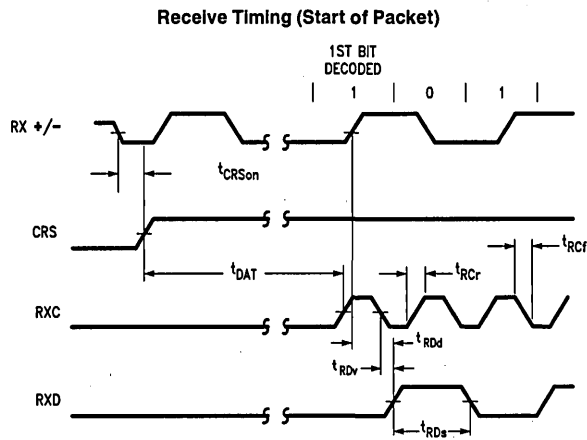 Receive Timing (Start of Packet)
1ST BIT
DECODED
| 1 | 0 | 1 |
RX +/-
tCRSon
CRS
tDAT
tRCr
tRCf
RXC
tRDd
tRDv
RXD
tRDs